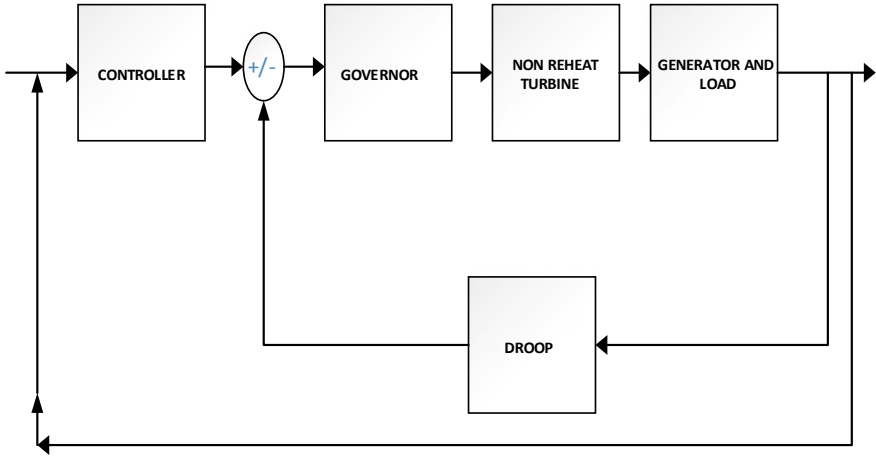 CONTROLLER
+/-
GOVERNOR
NON REHEAT
TURBINE
GENERATOR AND
LOAD
DROOP